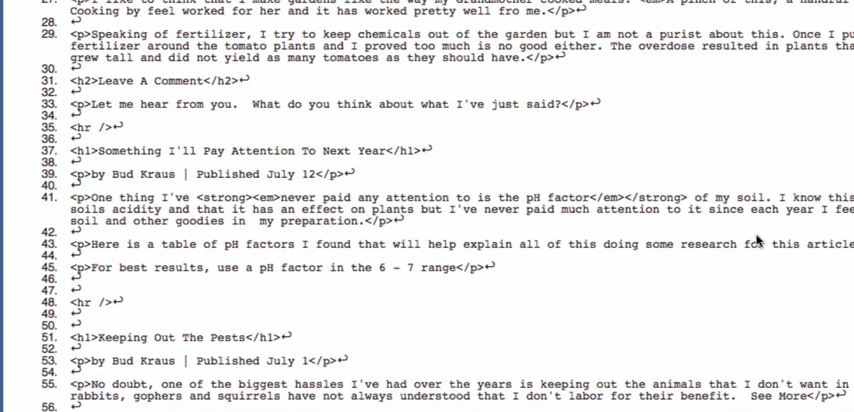 27. <p>I like to think that I make gardens like the way my Grandmother cooked meals. <em>A pinch of this, a handful
Cooking by feel worked for her and it has worked pretty well fro me.</p>↩
28. ↩
29. <p>Speaking of fertilizer, I try to keep chemicals out of the garden but I am not a purist about this. Once I pu
fertilizer around the tomato plants and I proved too much is no good either. The overdose resulted in plants tha
grew tall and did not yield as many tomatoes as they should have.</p>↩
30. ↩
31. <h2>Leave A Comment</h2>↩
32. ↩
33. <p>Let me hear from you.  What do you think about what I've just said?</p>↩
34. ↩
35. <hr />↩
36. ↩
37. <h1>Something I'll Pay Attention To Next Year</h1>↩
38. ↩
39. <p>by Bud Kraus | Published July 12</p>↩
40. ↩
41. <p>One thing I've <strong><em>never paid any attention to is the pH factor</em></strong> of my soil. I know this
soils acidity and that it has an effect on plants but I've never paid much attention to it since each year I fee
soil and other goodies in  my preparation.</p>↩
42. ↩
43. <p>Here is a table of pH factors I found that will help explain all of this doing some research for this article
44. ↩
45. <p>For best results, use a pH factor in the 6 - 7 range</p>↩
46. ↩
47. ↩
48. <hr />↩
49. ↩
50. ↩
51. <h1>Keeping Out The Pests</h1>↩
52. ↩
53. <p>by Bud Kraus | Published July 1</p>↩
54. ↩
55. <p>No doubt, one of the biggest hassles I've had over the years is keeping out the animals that I don't want in
rabbits, gophers and squirrels have not always understood that I don't labor for their benefit.  See More</p>↩
56. ↩